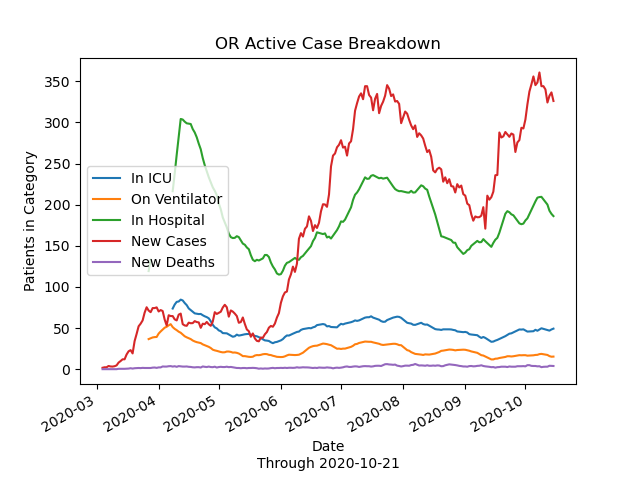 OR Active Case Breakdown
Patients in Category
350
300
250
200
150
100
50
0
In ICU
On Ventilator
In Hospital
New Cases
New Deaths
2020-03
2020-04
2020-05
2020-06
2020-07
2020-08
2020-09
2020-10
Date
Through 2020-10-21